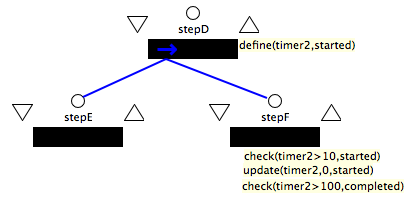 stepD
define(timer2,started)
stepE
stepF
check(timer2>10,started)
update(timer2,0,started)
check(timer2>100,completed)